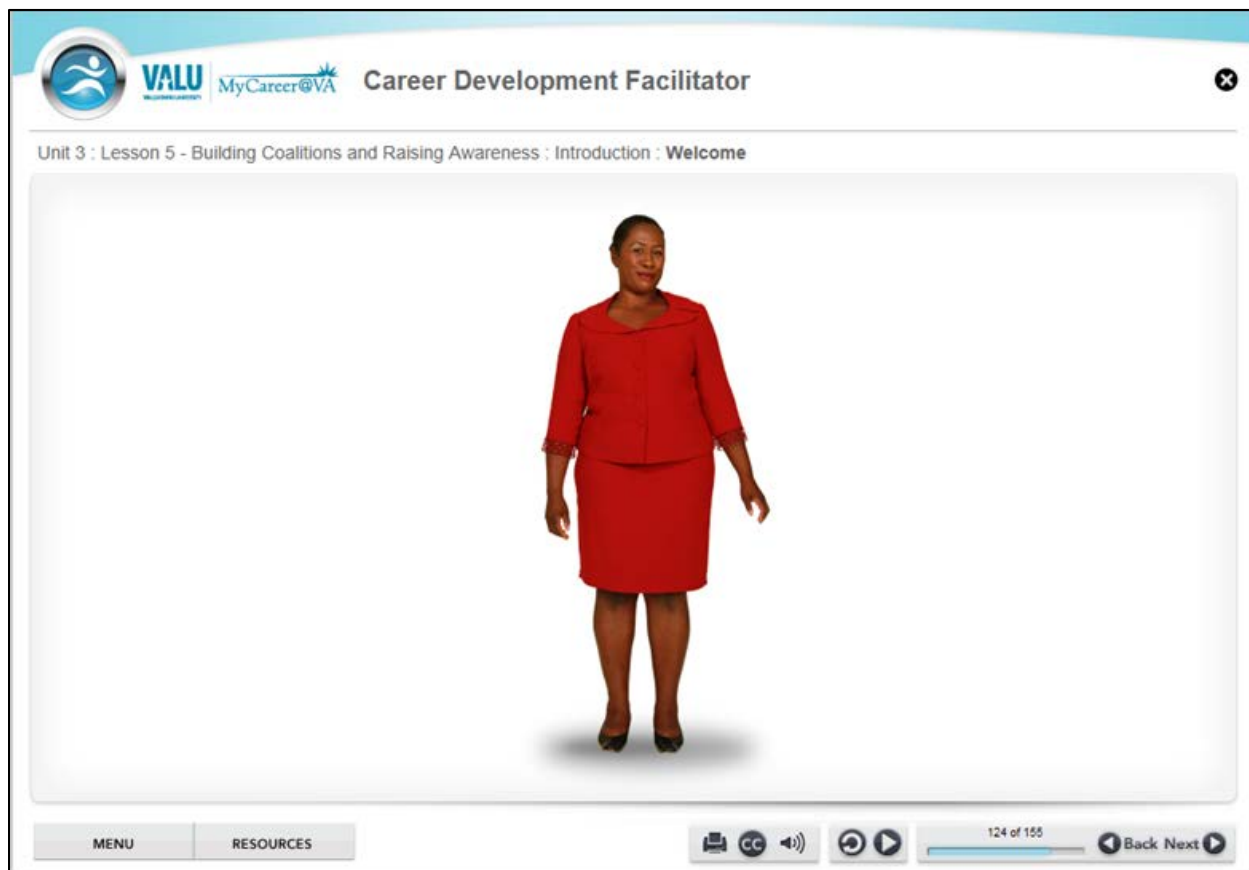 VALU
MyCareer@VA
Career Development Facilitator
Unit 3 : Lesson 5 - Building Coalitions and Raising Awareness : Introduction : Welcome
MENU
RESOURCES
CC
124 of 155
Back Next